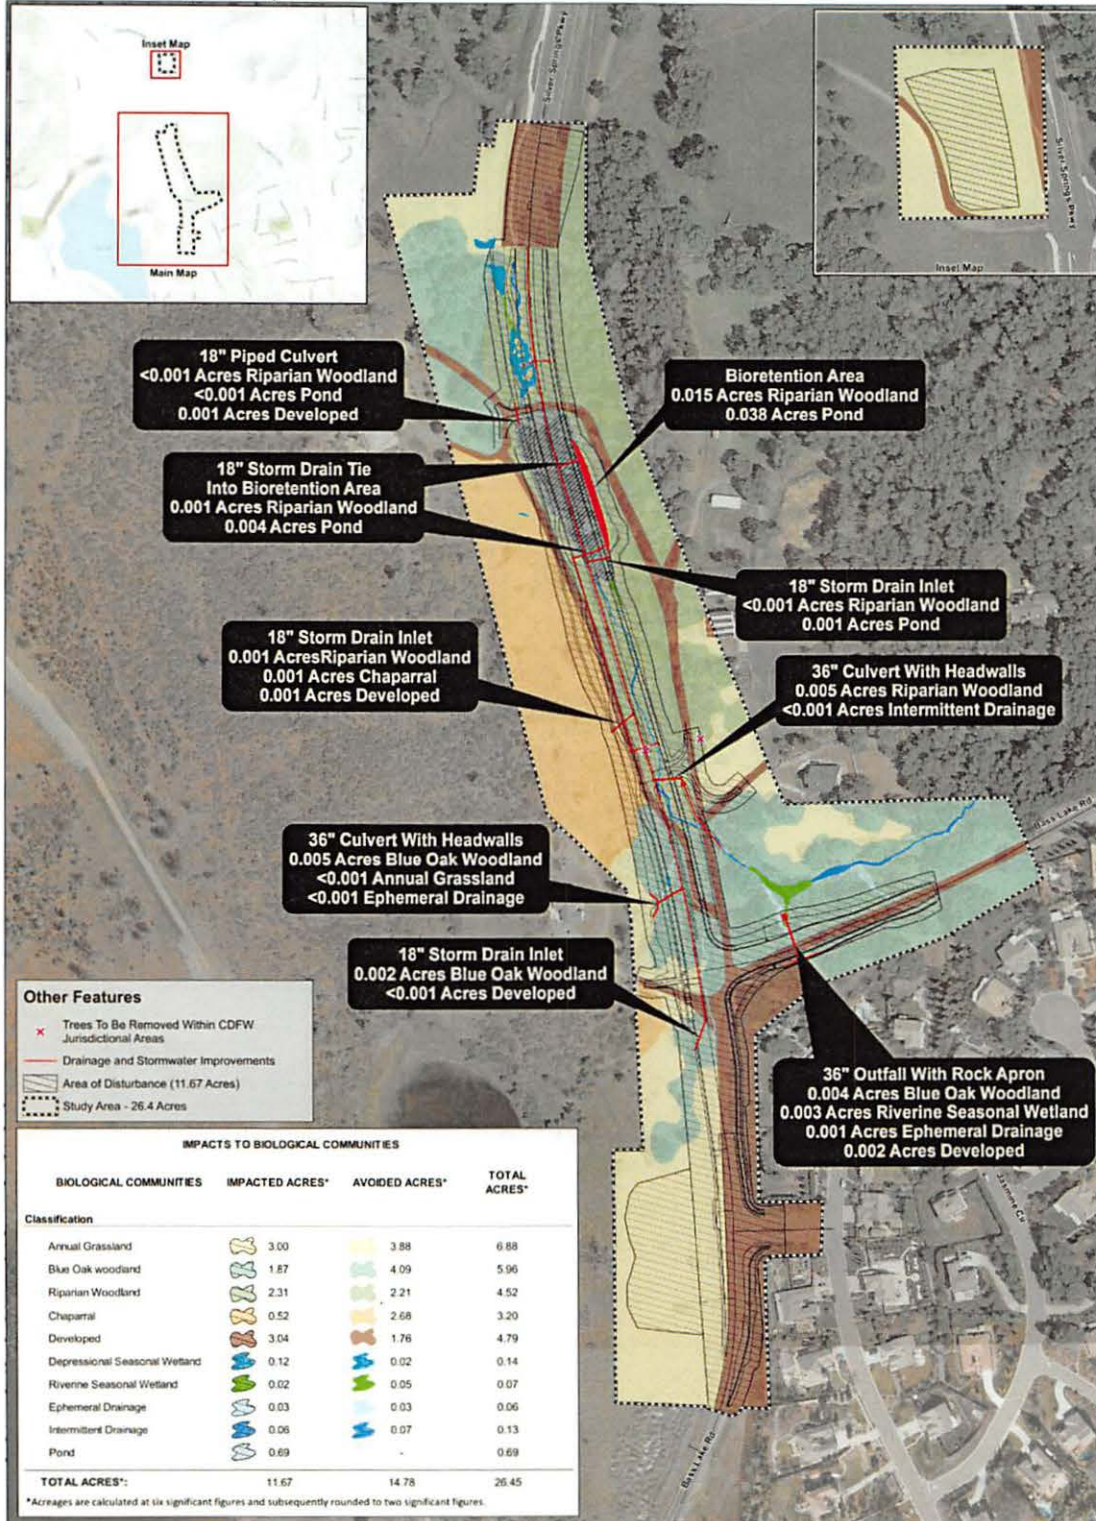 Inset Map
Main Map
Silver Springs Pkwy
Silver Springs Pkwy
Inset Map
18" Piped Culvert
<0.001 Acres Riparian Woodland
<0.001 Acres Pond
0.001 Acres Developed
Bioretention Area
0.015 Acres Riparian Woodland
0.038 Acres Pond
18" Storm Drain Tie
Into Bioretention Area
0.001 Acres Riparian Woodland
0.004 Acres Pond
18" Storm Drain Inlet
<0.001 Acres Riparian Woodland
0.001 Acres Pond
18" Storm Drain Inlet
0.001 AcresRiparian Woodland
0.001 Acres Chaparral
0.001 Acres Developed
36" Culvert With Headwalls
0.005 Acres Riparian Woodland
<0.001 Acres Intermittent Drainage
Bass Lake Rd
36" Culvert With Headwalls
0.005 Acres Blue Oak Woodland
<0.001 Annual Grassland
<0.001 Ephemeral Drainage
18" Storm Drain Inlet
0.002 Acres Blue Oak Woodland
<0.001 Acres Developed
36" Outfall With Rock Apron
0.004 Acres Blue Oak Woodland
0.003 Acres Riverine Seasonal Wetland
0.001 Acres Ephemeral Drainage
0.002 Acres Developed
Jasmine Cir
Bass Lake Rd
Other Features
Trees To Be Removed Within CDFW
Jurisdictional Areas
Drainage and Stormwater Improvements
Area of Disturbance (11.67 Acres)
Study Area - 26.4 Acres
IMPACTS TO BIOLOGICAL COMMUNITIES
BIOLOGICAL COMMUNITIES IMPACTED ACRES* AVOIDED ACRES* TOTAL ACRES*
Classification
Annual Grassland 3.00 3.88 6.88
Blue Oak woodland 1.87 4.09 5.96
Riparian Woodland 2.31 2.21 4.52
Chaparral 0.52 2.68 3.20
Developed 3.04 1.76 4.79
Depressional Seasonal Wetland 0.12 0.02 0.14
Riverine Seasonal Wetland 0.02 0.05 0.07
Ephemeral Drainage 0.03 0.03 0.06
Intermittent Drainage 0.06 0.07 0.13
Pond 0.69 - 0.69
TOTAL ACRES*: 11.67 14.78 26.45
*Acreages are calculated at six significant figures and subsequently rounded to two significant figures.